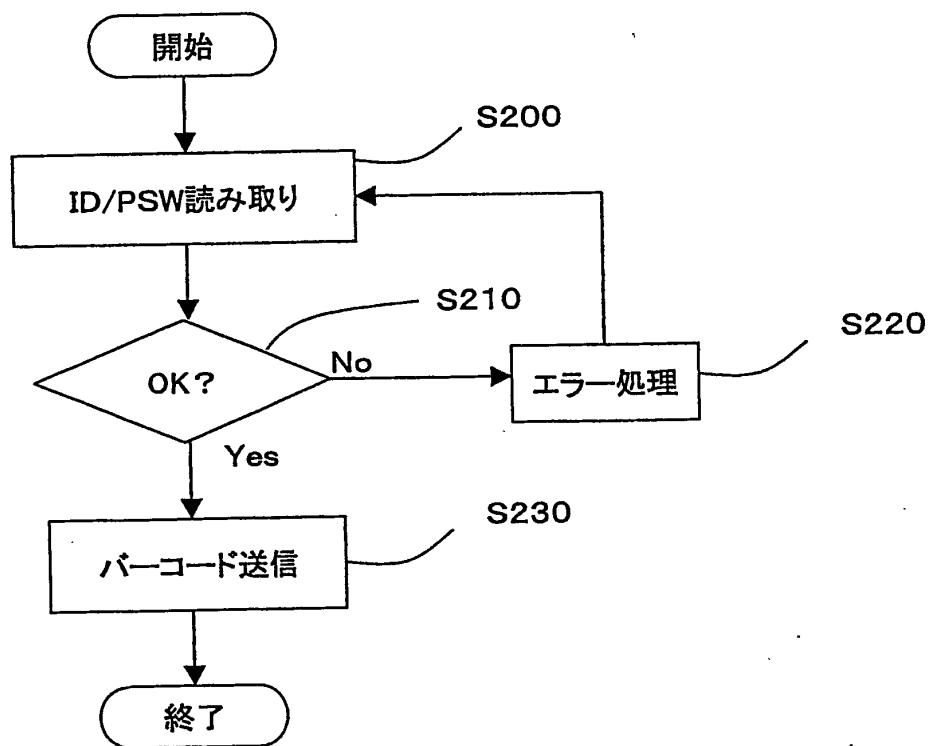 開始
S200
ID/PSW読み取り
S210
S220
OK?
No
エラー処理
Yes
S230
バーコード送信
終了